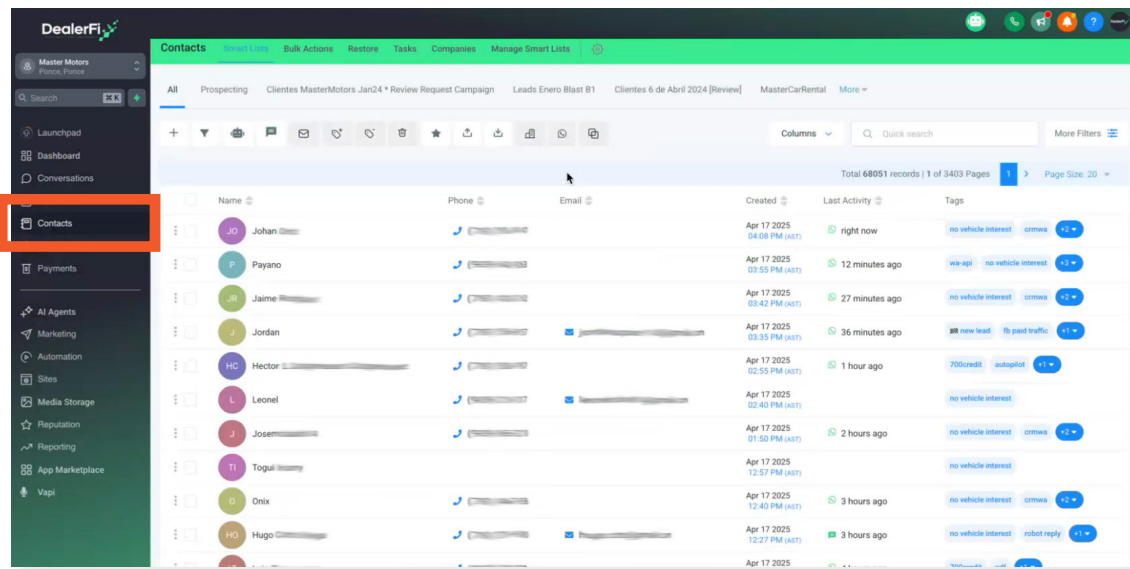 DealerFi
Master Motors
Ponce, Ponce
Search ⌘K
Launchpad
Dashboard
Conversations
Contacts
Payments
AI Agents
Marketing
Automation
Sites
Media Storage
Reputation
Reporting
App Marketplace
Vapi
Contacts Smart Lists Bulk Actions Restore Tasks Companies Manage Smart Lists
All Prospecting Clientes MasterMotors Jan24 * Review Request Campaign Leads Enero Blast B1 Clientes 6 de Abril 2024 [Review] MasterCarRental More
Columns Quick search More Filters
Total 68051 records | 1 of 3403 Pages 1 > Page Size: 20
Name Phone Email Created Last Activity Tags
JO Johan Apr 17 2025 04:08 PM (AST) right now no vehicle interest crmwa +2
P Payano Apr 17 2025 03:55 PM (AST) 12 minutes ago wa-api no vehicle interest +3
JR Jaime Apr 17 2025 03:42 PM (AST) 27 minutes ago no vehicle interest crmwa +2
J Jordan Apr 17 2025 03:35 PM (AST) 36 minutes ago new lead fb paid traffic +1
HC Hector Apr 17 2025 02:55 PM (AST) 1 hour ago 700credit autopilot +1
L Leonel Apr 17 2025 02:40 PM (AST) no vehicle interest
J Josem Apr 17 2025 01:50 PM (AST) 2 hours ago no vehicle interest crmwa +2
TI Togui Apr 17 2025 12:57 PM (AST) no vehicle interest
O Onix Apr 17 2025 12:40 PM (AST) 3 hours ago no vehicle interest crmwa +2
HO Hugo Apr 17 2025 12:27 PM (AST) 3 hours ago no vehicle interest robot reply +1
Apr 17 2025